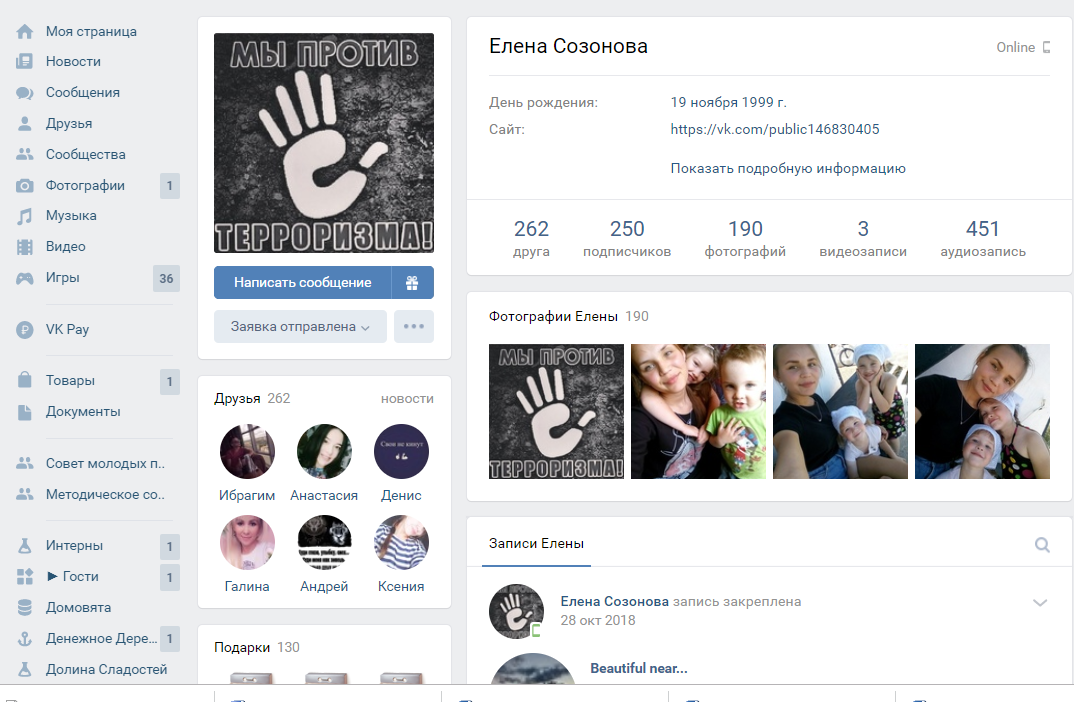 Моя страница
Новости
Сообщения
Друзья
Сообщества
Фотографии 1
Музыка
Видео
Игры 36
VK Pay
Товары 1
Документы
Совет молодых п..
Методическое со..
Интерны 1
► Гости 1
Домовята
Денежное Дере... 1
Долина Сладостей
МЫ ПРОТИВ
ТЕРРОРИЗМА!
Написать сообщение
Заявка отправлена
Друзья 262 новости
Свои не кинут
Ибрагим Анастасия Денис
Галина Андрей Ксения
Подарки 130
Елена Созонова Online
День рождения: 19 ноября 1999 г.
Сайт: https://vk.com/public146830405
Показать подробную информацию
262 250 190 3 451
друга подписчиков фотографий видеозаписи аудиозапись
Фотографии Елены 190
МЫ ПРОТИВ
ТЕРРОРИЗМА!
Записи Елены
Елена Созонова запись закреплена
28 окт 2018
Beautiful near...